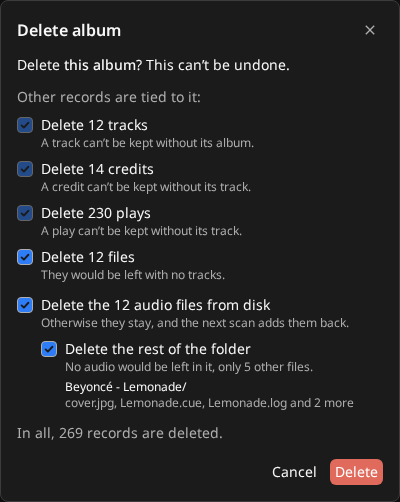 Delete album
Delete this album? This can’t be undone.
Other records are tied to it:
Delete 12 tracks
A track can’t be kept without its album.
Delete 14 credits
A credit can’t be kept without its track.
Delete 230 plays
A play can’t be kept without its track.
Delete 12 files
They would be left with no tracks.
Delete the 12 audio files from disk
Otherwise they stay, and the next scan adds them back.
Delete the rest of the folder
No audio would be left in it, only 5 other files.
Beyoncé - Lemonade/
cover.jpg, Lemonade.cue, Lemonade.log and 2 more
In all, 269 records are deleted.
Cancel Delete